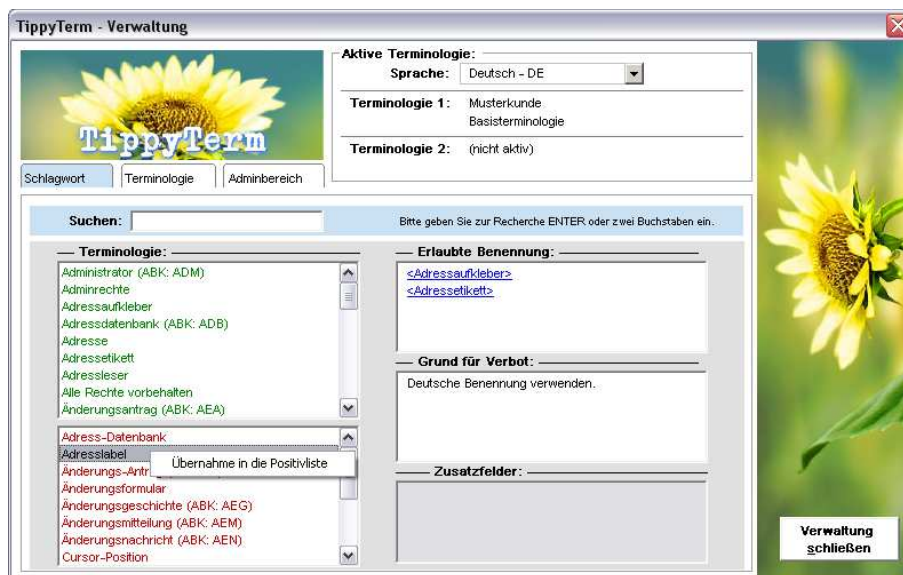 TippyTerm - Verwaltung
TippyTerm
Aktive Terminologie:
Sprache: Deutsch - DE
Terminologie 1: Musterkunde
Basisterminologie
Terminologie 2: (nicht aktiv)
Schlagwort Terminologie Adminbereich
Suchen: Bitte geben Sie zur Recherche ENTER oder zwei Buchstaben ein.
Terminologie:
Administrator (ABK: ADM)
Adminrechte
Adressaufkleber
Adressdatenbank (ABK: ADB)
Adresse
Adressetikett
Adressleser
Alle Rechte vorbehalten
Änderungsantrag (ABK: AEA)
Adress-Datenbank
Adresslabel
Übernahme in die Positivliste
Änderungsformular
Änderungsgeschichte (ABK: AEG)
Änderungsmitteilung (ABK: AEM)
Änderungsnachricht (ABK: AEN)
Cursor-Position
Erlaubte Benennung:
<Adressaufkleber>
<Adressetikett>
Grund für Verbot:
Deutsche Benennung verwenden.
Zusatzfelder:
Verwaltung
schließen